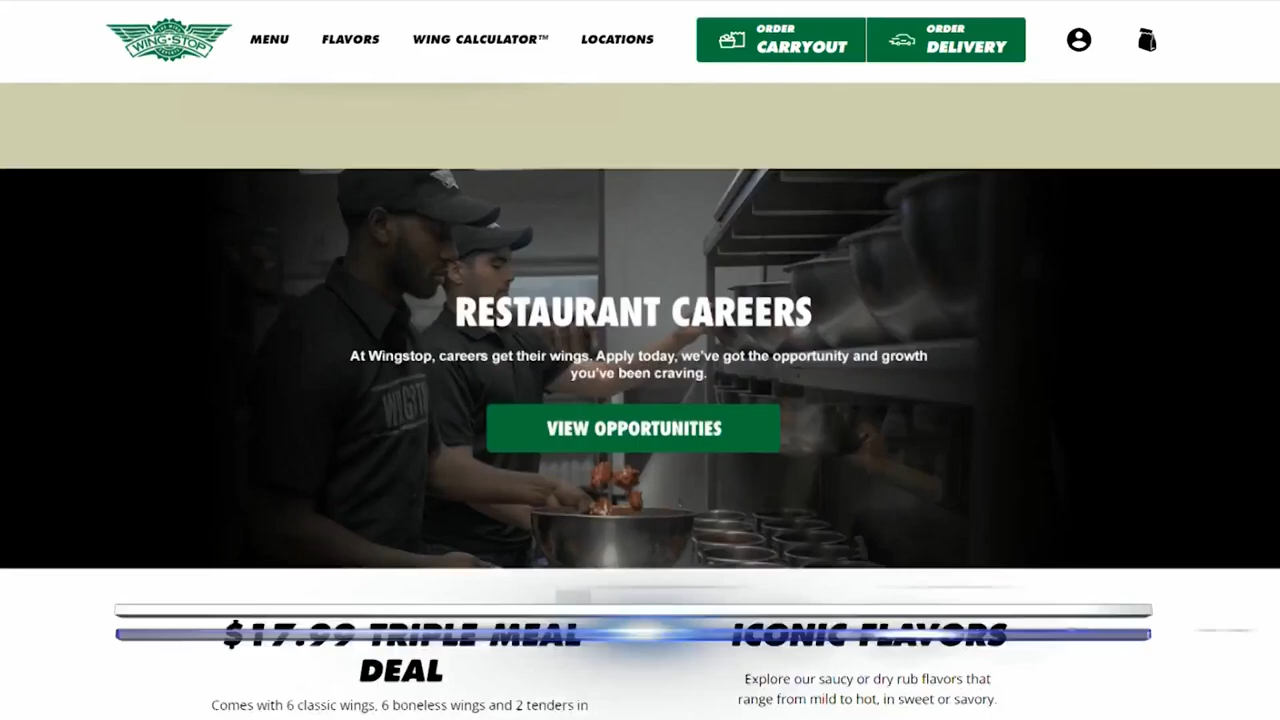 WING·STOP
MENU
FLAVORS
WING CALCULATOR™
LOCATIONS
ORDER
CARRYOUT
ORDER
DELIVERY
RESTAURANT CAREERS
At Wingstop, careers get their wings. Apply today, we've got the opportunity and growth
you've been craving.
VIEW OPPORTUNITIES
$17.99 TRIPLE MEAL
DEAL
Comes with 6 classic wings, 6 boneless wings and 2 tenders in
ICONIC FLAVORS
Explore our saucy or dry rub flavors that
range from mild to hot, in sweet or savory.